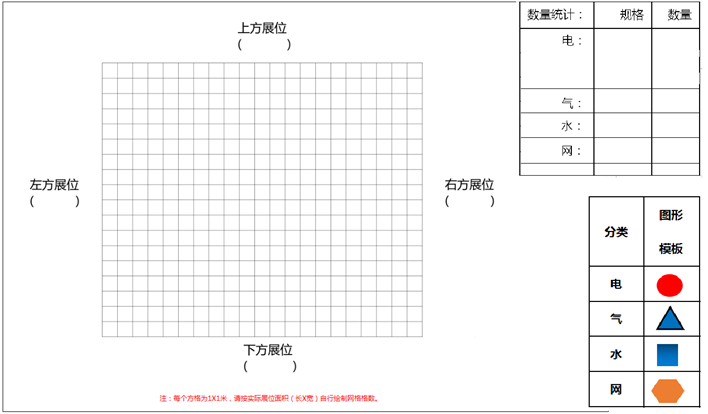 上方展位
(            )
左方展位
(            )
右方展位
(            )
下方展位
(            )
注：每个方格为1X1米，请按实际展位面积（长X宽）自行绘制网格格数。
数量统计： 规格 数量
电：
气：
水：
网：
分类 图形模板
电
气
水
网